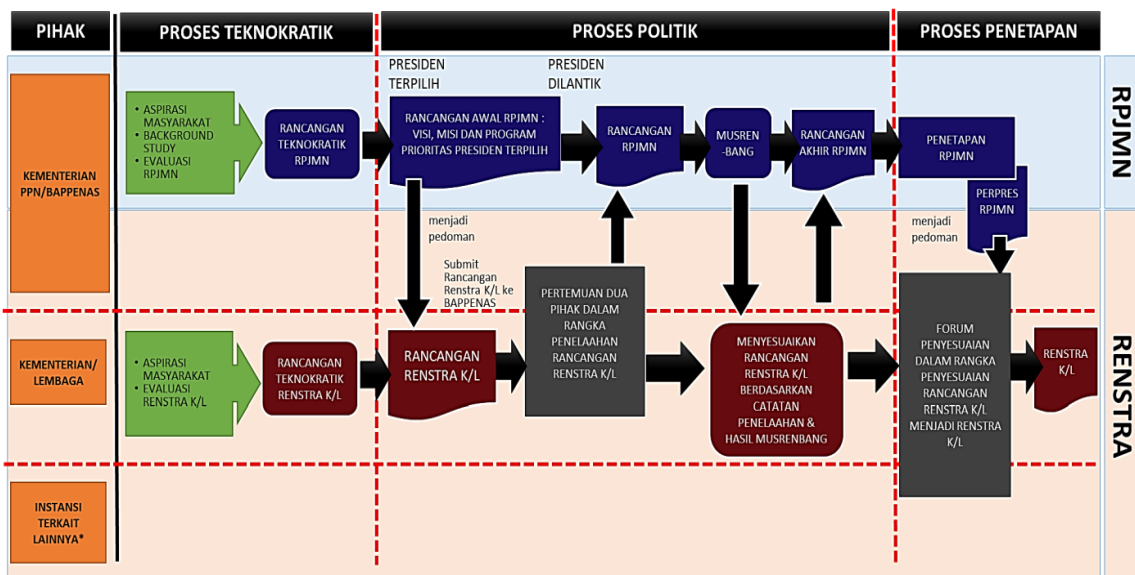 PIHAK
PROSES TEKNOKRATIK
PROSES POLITIK
PROSES PENETAPAN
PRESIDEN
TERPILIH
PRESIDEN
DILANTIK
KEMENTERIAN
PPN/BAPPENAS
• ASPIRASI
MASYARAKAT
• BACKGROUND
STUDY
• EVALUASI
RPJMN
RANCANGAN
TEKNOKRATIK
RPJMN
RANCANGAN AWAL RPJMN :
VISI, MISI DAN PROGRAM
PRIORITAS PRESIDEN TERPILIH
RANCANGAN
RPJMN
MUSREN
-BANG
RANCANGAN
AKHIR RPJMN
PENETAPAN
RPJMN
PERPRES
RPJMN
RPJMN
menjadi
pedoman
Submit
Rancangan
Renstra K/L ke
BAPPENAS
menjadi
pedoman
KEMENTERIAN/
LEMBAGA
• ASPIRASI
MASYARAKAT
• EVALUASI
RENSTRA K/L
RANCANGAN
TEKNOKRATIK
RENSTRA K/L
RANCANGAN
RENSTRA K/L
PERTEMUAN DUA
PIHAK DALAM
RANGKA
PENELAAHAN
RANCANGAN
RENSTRA K/L
MENYESUAIKAN
RANCANGAN
RENSTRA K/L
BERDASARKAN
CATATAN
PENELAAHAN &
HASIL MUSRENBANG
FORUM
PENYESUAIAN
DALAM RANGKA
PENYESUAIAN
RANCANGAN
RENSTRA K/L
MENJADI RENSTRA
K/L
RENSTRA
K/L
RENSTRA
INSTANSI
TERKAIT
LAINNYA*